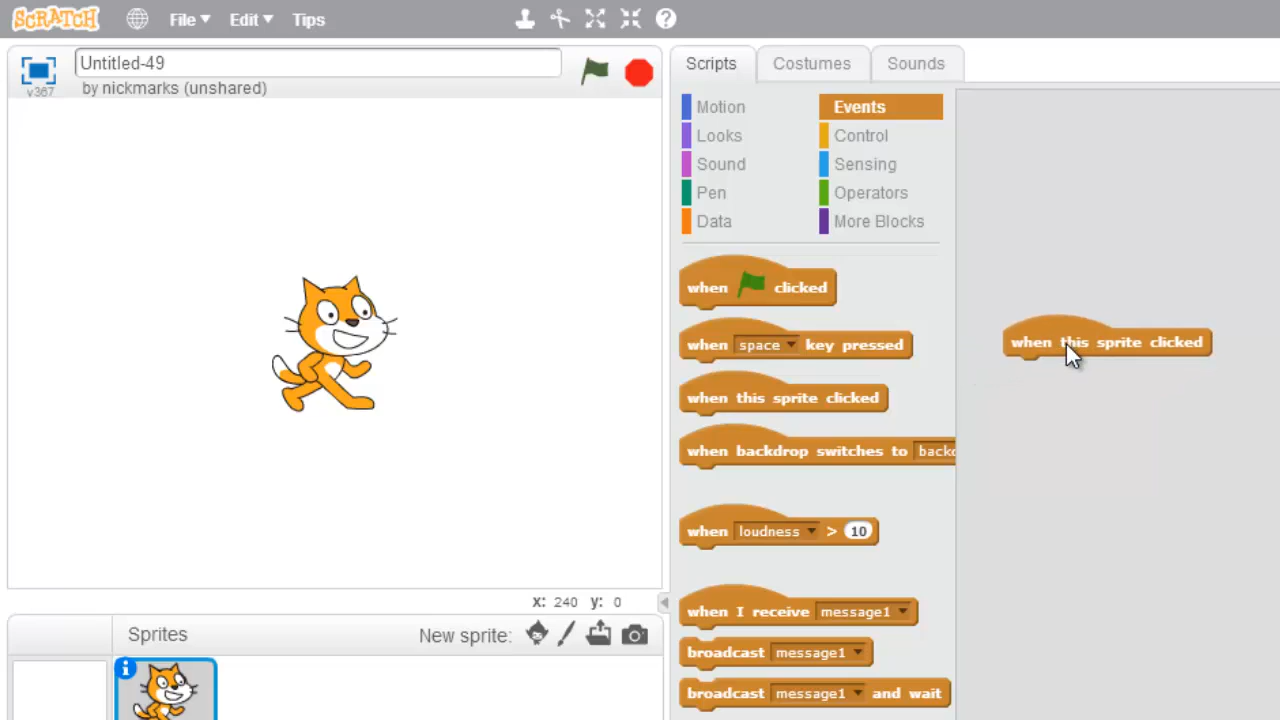 SCRATCH File Edit Tips
Untitled-49
v367
by nickmarks (unshared)
Scripts Costumes Sounds
Motion Events
Looks Control
Sound Sensing
Pen Operators
Data More Blocks
when clicked
when space key pressed
when this sprite clicked
when backdrop switches to
when loudness > 10
when I receive message1
broadcast message1
broadcast message1 and wait
when this sprite clicked
x: 240 y: 0
Sprites New sprite: